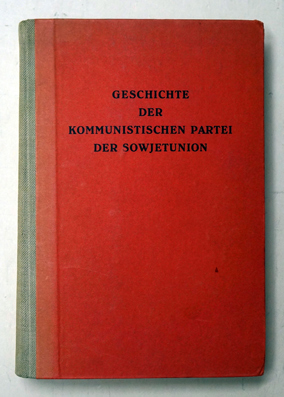 GESCHICHTE
DER
KOMMUNISTISCHEN PARTEI
DER SOWJETUNION